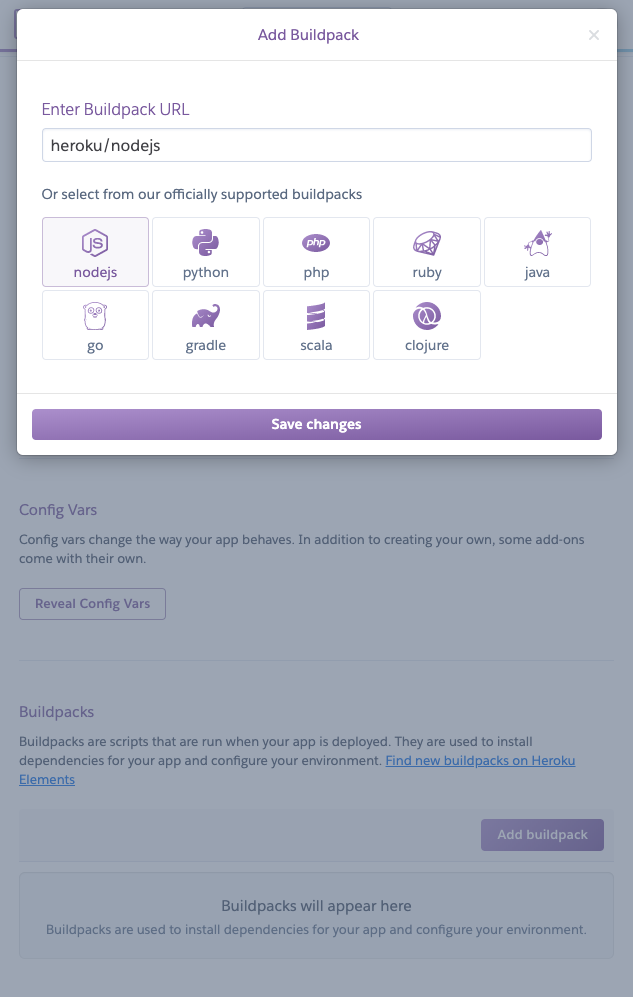 Add Buildpack
×
Enter Buildpack URL
heroku/nodejs
Or select from our officially supported buildpacks
JS
php
nodejs
python
php
ruby
java
go
gradle
scala
clojure
Save changes
Config Vars
Config vars change the way your app behaves. In addition to creating your own, some add-ons
come with their own.
Reveal Config Vars
Buildpacks
Buildpacks are scripts that are run when your app is deployed. They are used to install
dependencies for your app and configure your environment. Find new buildpacks on Heroku
Elements
Add buildpack
Buildpacks will appear here
Buildpacks are used to install dependencies for your app and configure your environment.